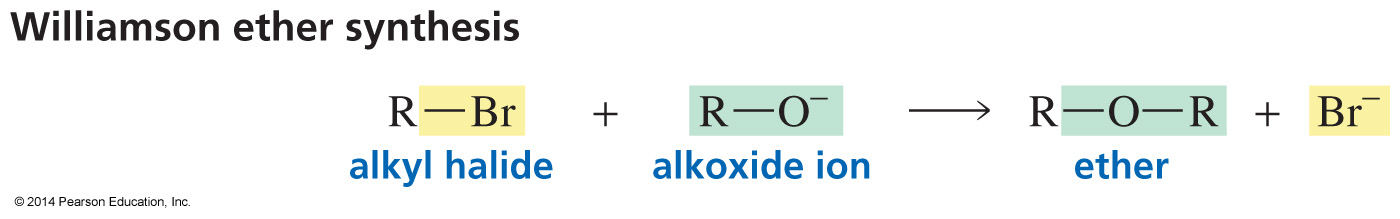 Williamson ether synthesis
R—Br + R—O⁻ ⟶ R—O—R + Br⁻
alkyl halide alkoxide ion ether
© 2014 Pearson Education, Inc.